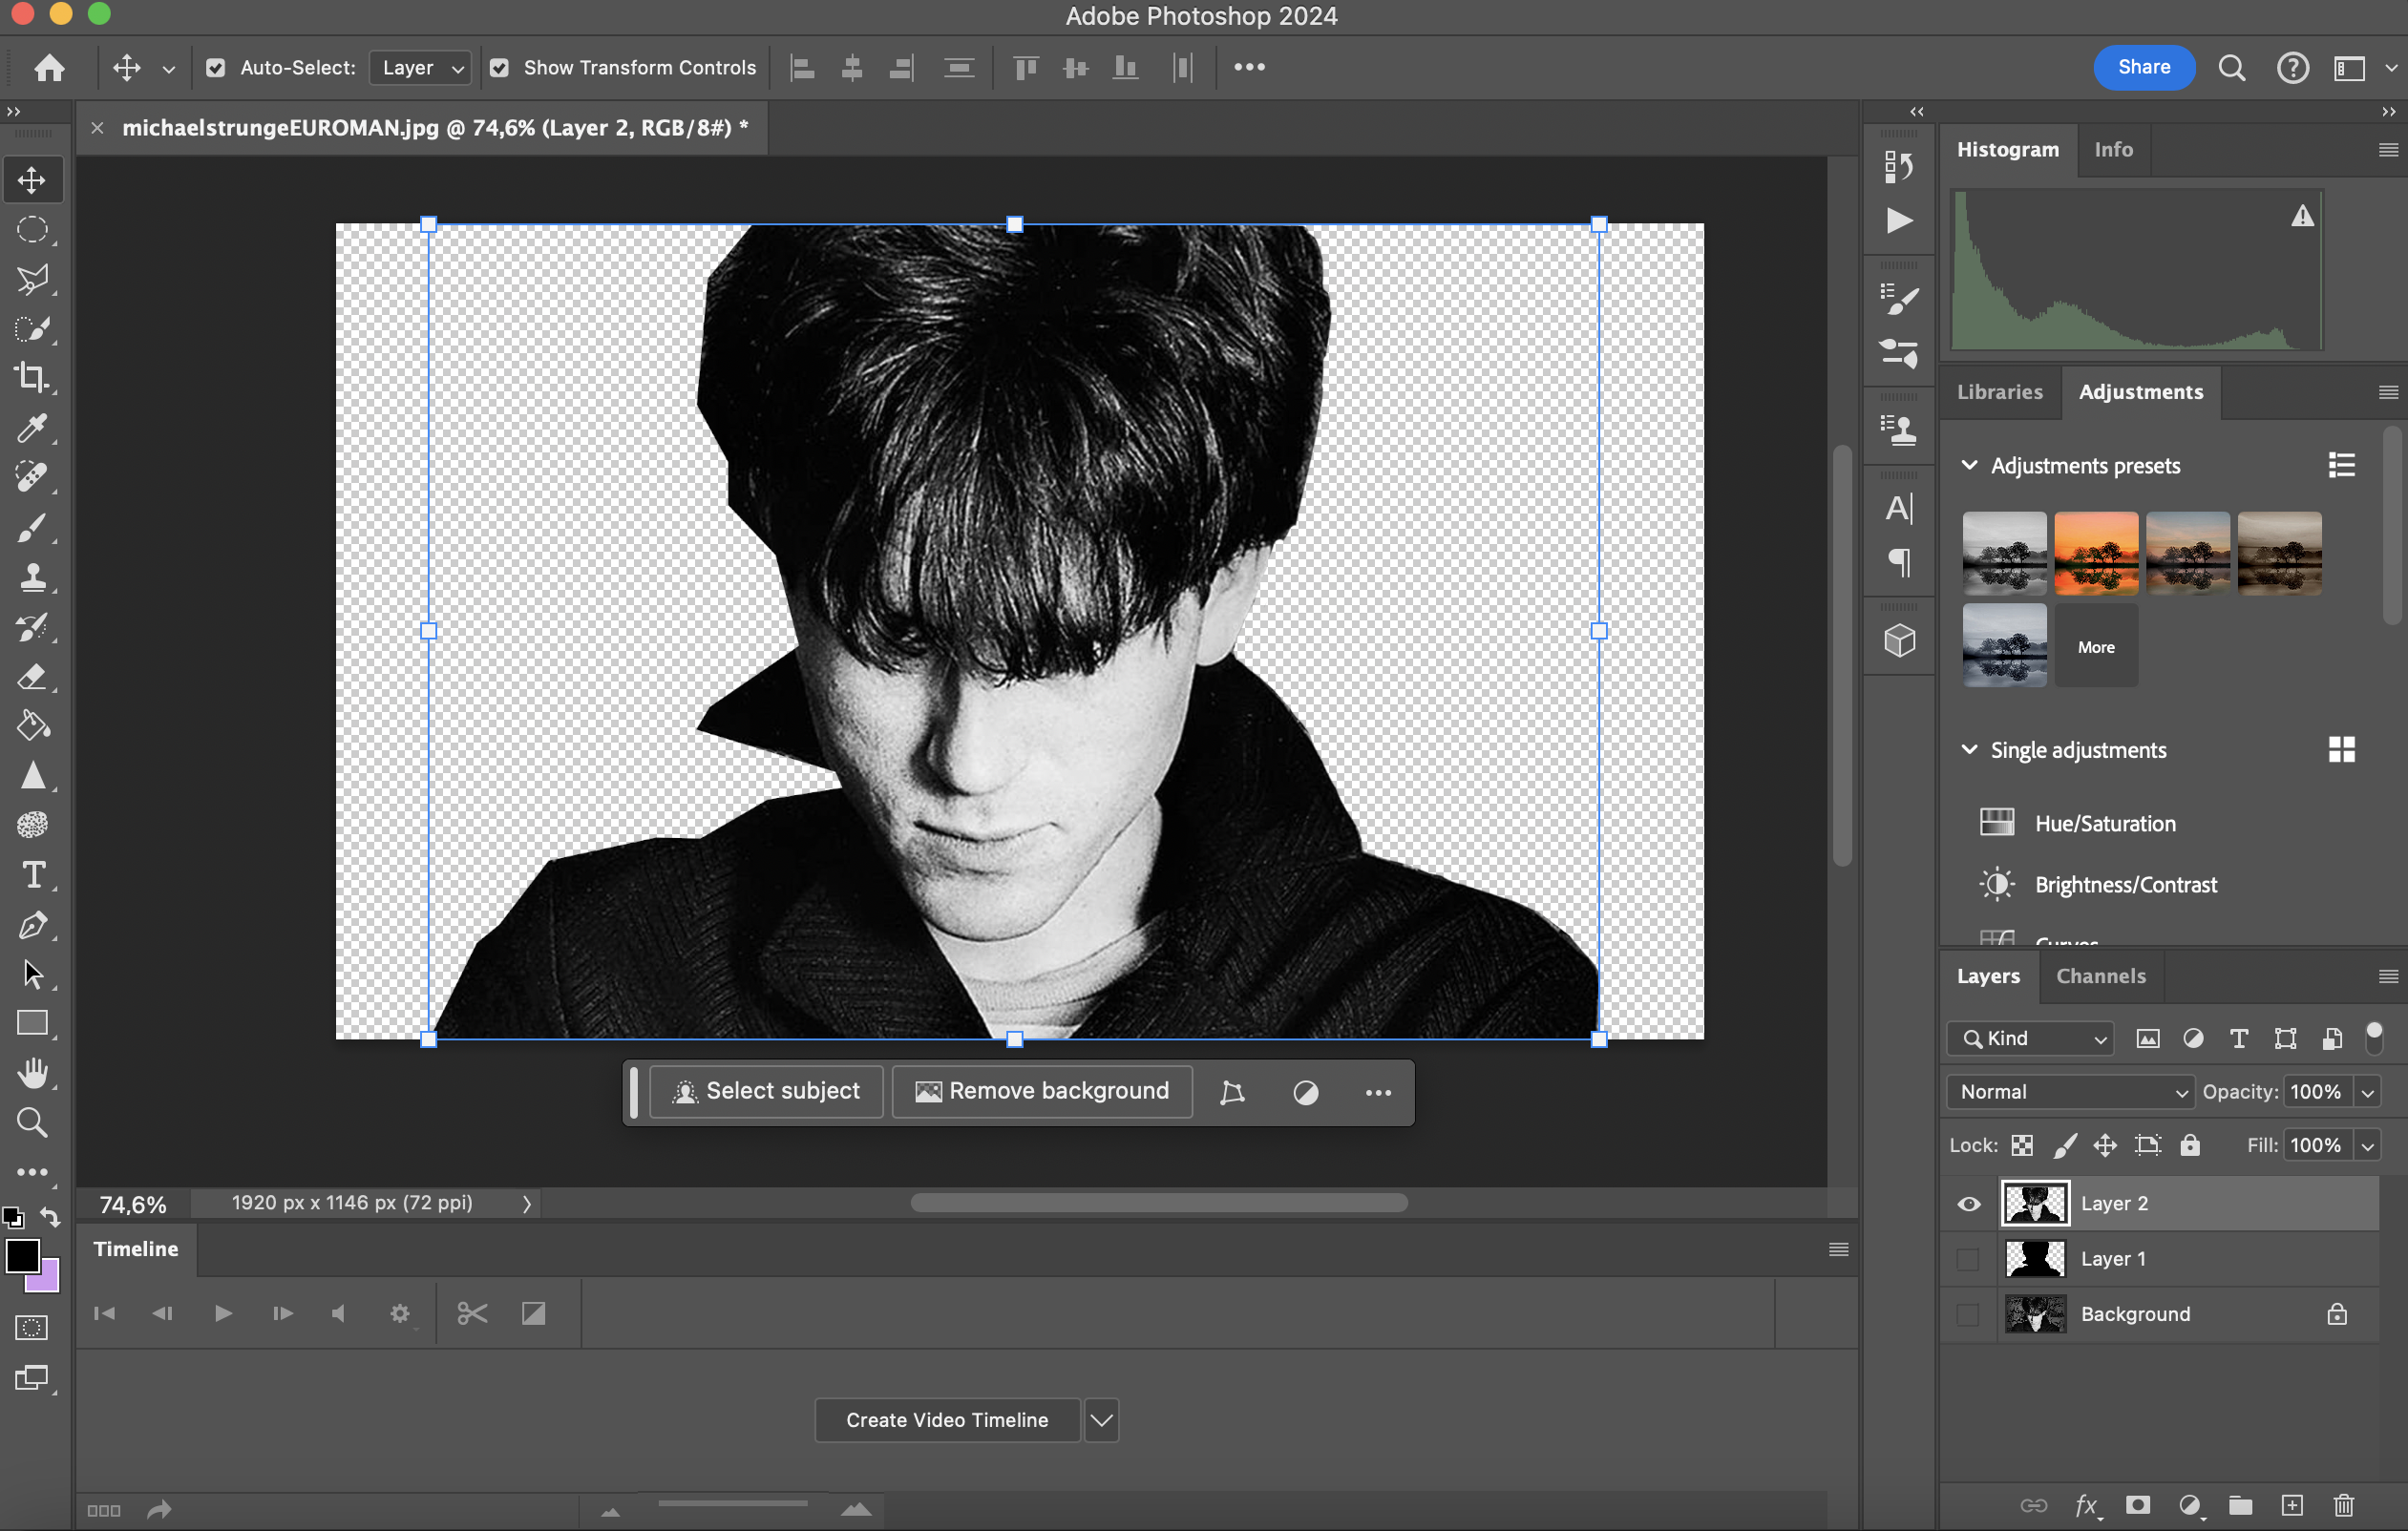 Adobe Photoshop 2024
Auto-Select: Layer Show Transform Controls Share
michaelstrungeEUROMAN.jpg @ 74,6% (Layer 2, RGB/8#) *
Histogram Info
Libraries Adjustments
Adjustments presets
More
Single adjustments
Hue/Saturation
Brightness/Contrast
Curves
Layers Channels
Kind
Normal Opacity: 100%
Lock: Fill: 100%
Layer 2
Layer 1
Background
Select subject Remove background
74,6% 1920 px x 1146 px (72 ppi)
Timeline
Create Video Timeline